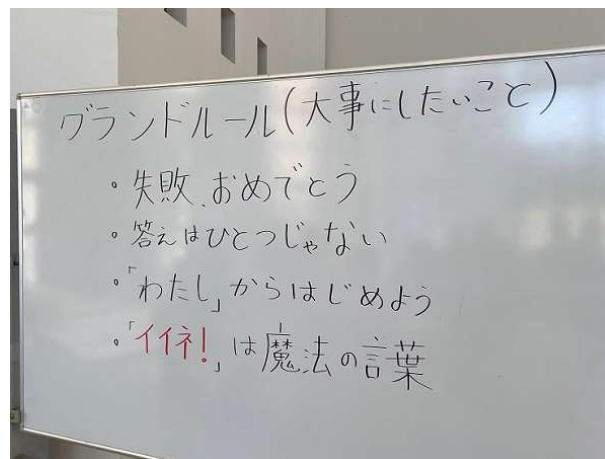 グランドルール(大事にしたいこと)
・失敗、おめでとう
・答えはひとつじゃない
・「わたし」からはじめよう
・「イイネ!」は魔法の言葉